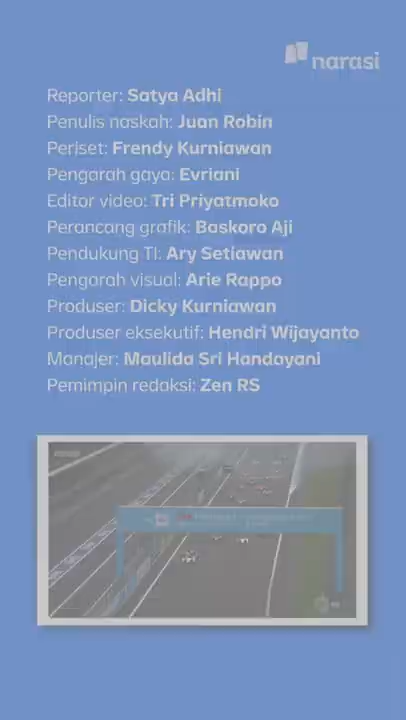 narasi
Reporter: Satya Adhi
Penulis naskah: Juan Robin
Periset: Frendy Kurniawan
Pengarah gaya: Evriani
Editor video: Tri Priyatmoko
Perancang grafik: Baskoro Aji
Pendukung TI: Ary Setiawan
Pengarah visual: Arie Rappo
Produser: Dicky Kurniawan
Produser eksekutif: Hendri Wijayanto
Manajer: Maulida Sri Handayani
Pemimpin redaksi: Zen RS